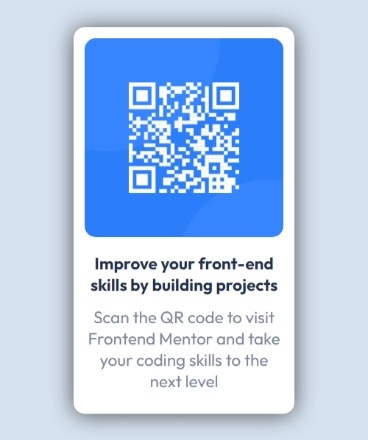 Improve your front-end
skills by building projects
Scan the QR code to visit
Frontend Mentor and take
your coding skills to the
next level